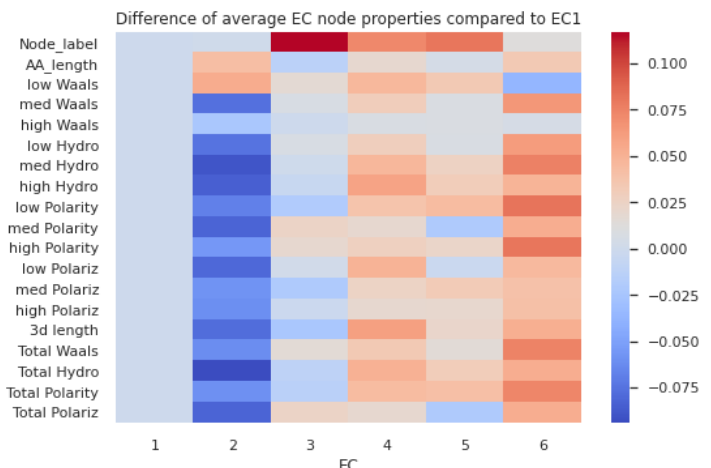 Difference of average EC node properties compared to EC1
Node_label
AA_length
low Waals
med Waals
high Waals
low Hydro
med Hydro
high Hydro
low Polarity
med Polarity
high Polarity
low Polariz
med Polariz
high Polariz
3d length
Total Waals
Total Hydro
Total Polarity
Total Polariz
1 2 3 4 5 6
EC
0.100
0.075
0.050
0.025
0.000
−0.025
−0.050
−0.075